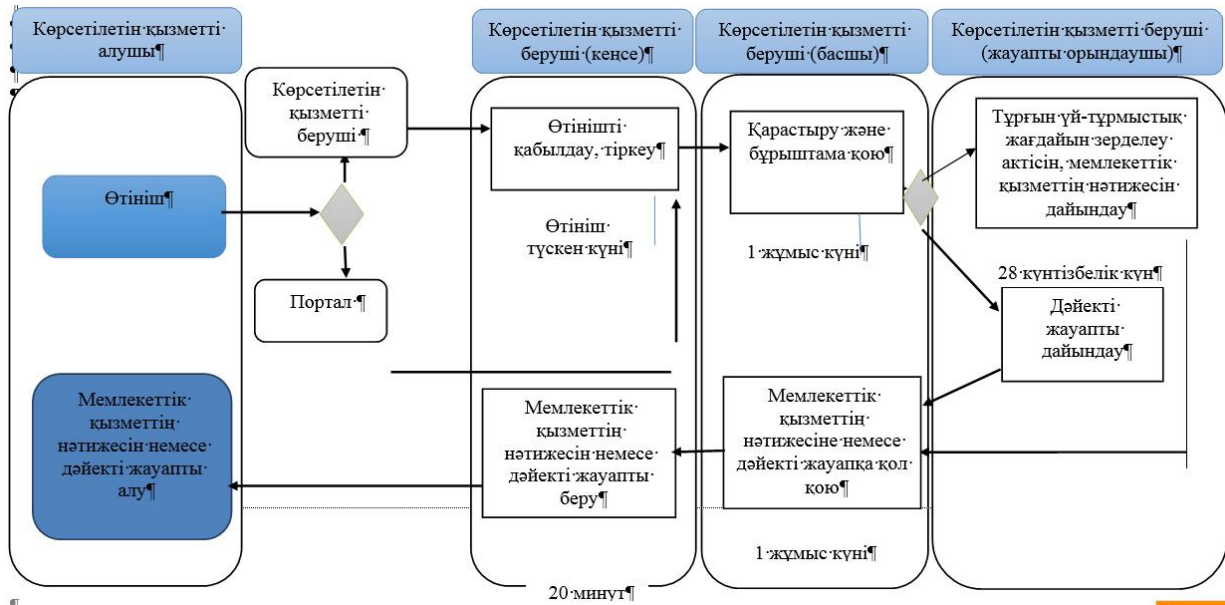 Көрсетілетін·қызметті·
алушы¶
Көрсетілетін·қызметті·
беруші·(кеңсе)¶
Көрсетілетін·қызметті·
беруші·(басшы)¶
Көрсетілетін·қызметті·беруші·
(жауапты·орындаушы)¶
Көрсетілетін·
қызметті·
беруші·¶
Өтініш¶
Портал·¶
Өтінішті·
қабылдау,·тіркеу¶
Өтініш·
түскен·күні¶
Қарастыру·және·
бұрыштама·қою¶
1·жұмыс·күні¶
Тұрғын·үй-тұрмыстық·
жағдайын·зерделеу·
актісін,·мемлекеттік·
қызметтің·нәтижесін·
дайындау¶
28·күнтізбелік·күн¶
Дәйекті·
жауапты·
дайындау¶
Мемлекеттік·
қызметтің·
нәтижесін·немесе·
дәйекті·жауапты·
алу¶
Мемлекеттік·
қызметтің·
нәтижесін·немесе·
дәйекті·жауапты·
беру¶
Мемлекеттік·
қызметтің·
нәтижесіне·немесе·
дәйекті·жауапқа·қол·
қою¶
1·жұмыс·күні¶
20·минут¶
¶